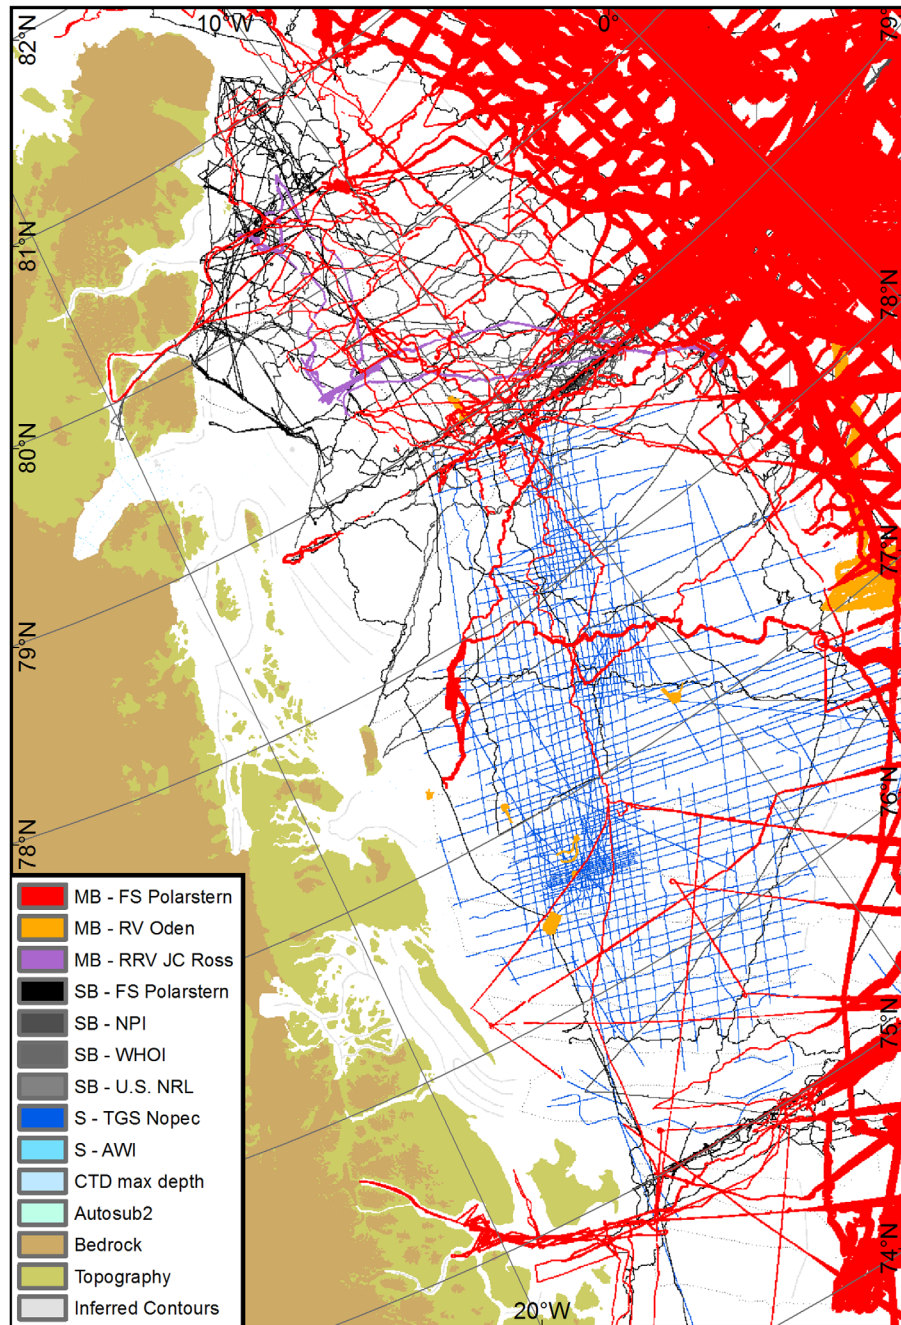 10°W
0°
79°
82°N
81°N
78°N
80°N
77°N
79°N
76°N
78°N
MB - FS Polarstern
MB - RV Oden
MB - RRV JC Ross
SB - FS Polarstern
SB - NPI
SB - WHOI
SB - U.S. NRL
S - TGS Nopec
S - AWI
CTD max depth
Autosub2
Bedrock
Topography
Inferred Contours
75°N
74°N
20°W